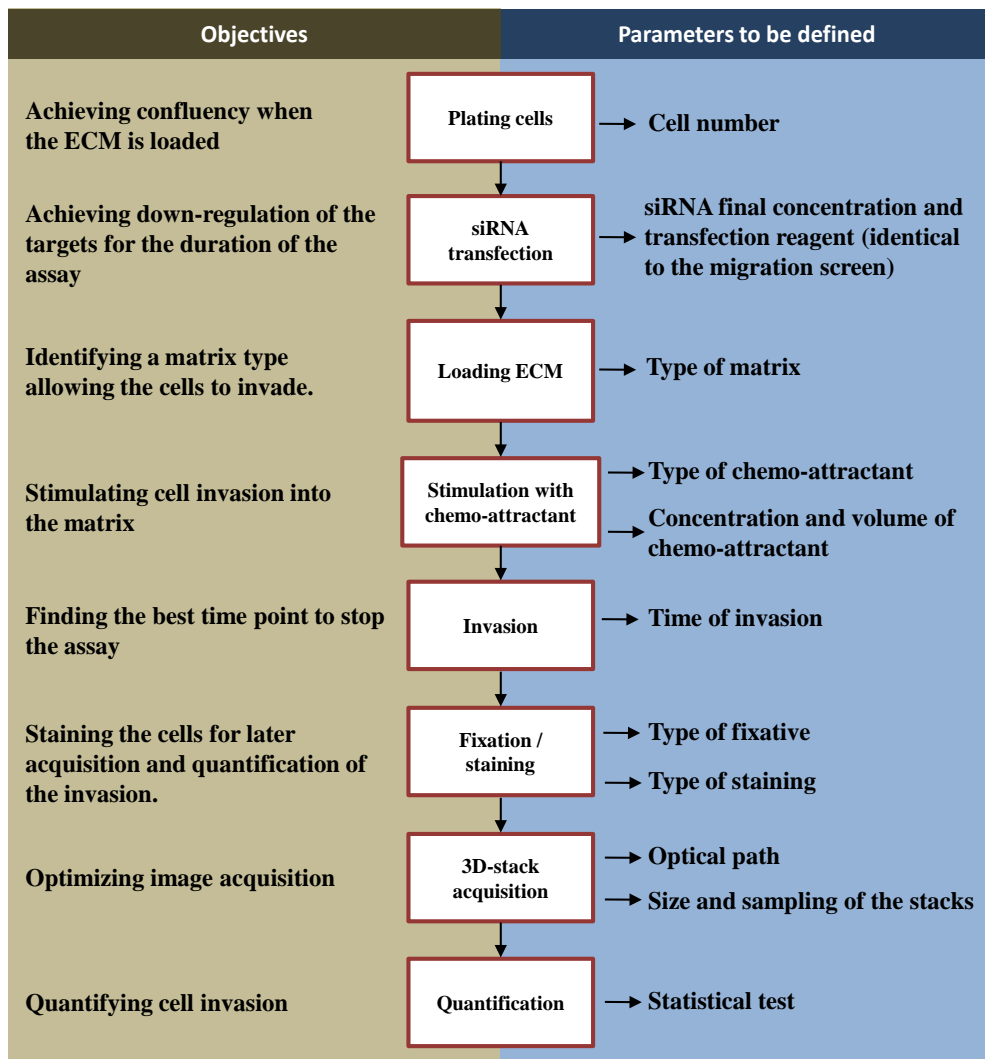 Objectives
Parameters to be defined
Achieving confluency when
the ECM is loaded
Plating cells
Cell number
Achieving down-regulation of the
targets for the duration of the
assay
siRNA
transfection
siRNA final concentration and
transfection reagent (identical
to the migration screen)
Identifying a matrix type
allowing the cells to invade.
Loading ECM
Type of matrix
Stimulating cell invasion into
the matrix
Stimulation with
chemo-attractant
Type of chemo-attractant
Concentration and volume of
chemo-attractant
Finding the best time point to stop
the assay
Invasion
Time of invasion
Staining the cells for later
acquisition and quantification of
the invasion.
Fixation /
staining
Type of fixative
Type of staining
Optimizing image acquisition
3D-stack
acquisition
Optical path
Size and sampling of the stacks
Quantifying cell invasion
Quantification
Statistical test